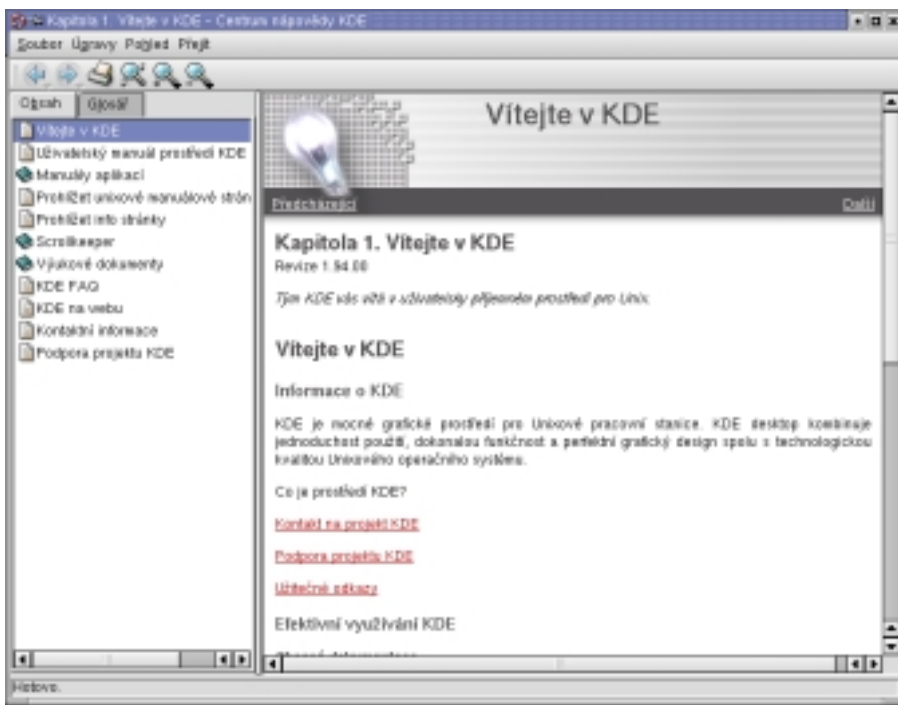 Kapitola 1. Vítejte v KDE – Centrum nápovědy KDE
Soubor Úpravy Pohled Přejít
Obsah Glosář
Vítejte v KDE
Uživatelský manuál prostředí KDE
Manuály aplikací
Prohlížet unixové manuálové strán
Prohlížet info stránky
Scrollkeeper
Výukové dokumenty
KDE FAQ
KDE na webu
Kontaktní informace
Podpora projektu KDE
Vítejte v KDE
Předcházející Další
Kapitola 1. Vítejte v KDE
Revize 1.94.00
Tým KDE vás vítá v uživatelsky příjemném prostředí pro Unix.
Vítejte v KDE
Informace o KDE
KDE je mocné grafické prostředí pro Unixové pracovní stanice. KDE desktop kombinuje
jednoduchost použití, dokonalou funkčnost a perfektní grafický design spolu s technologickou
kvalitou Unixového operačního systému.
Co je prostředí KDE?
Kontakt na projekt KDE
Podpora projektu KDE
Užitečné odkazy
Efektivní využívání KDE
Hotovo.